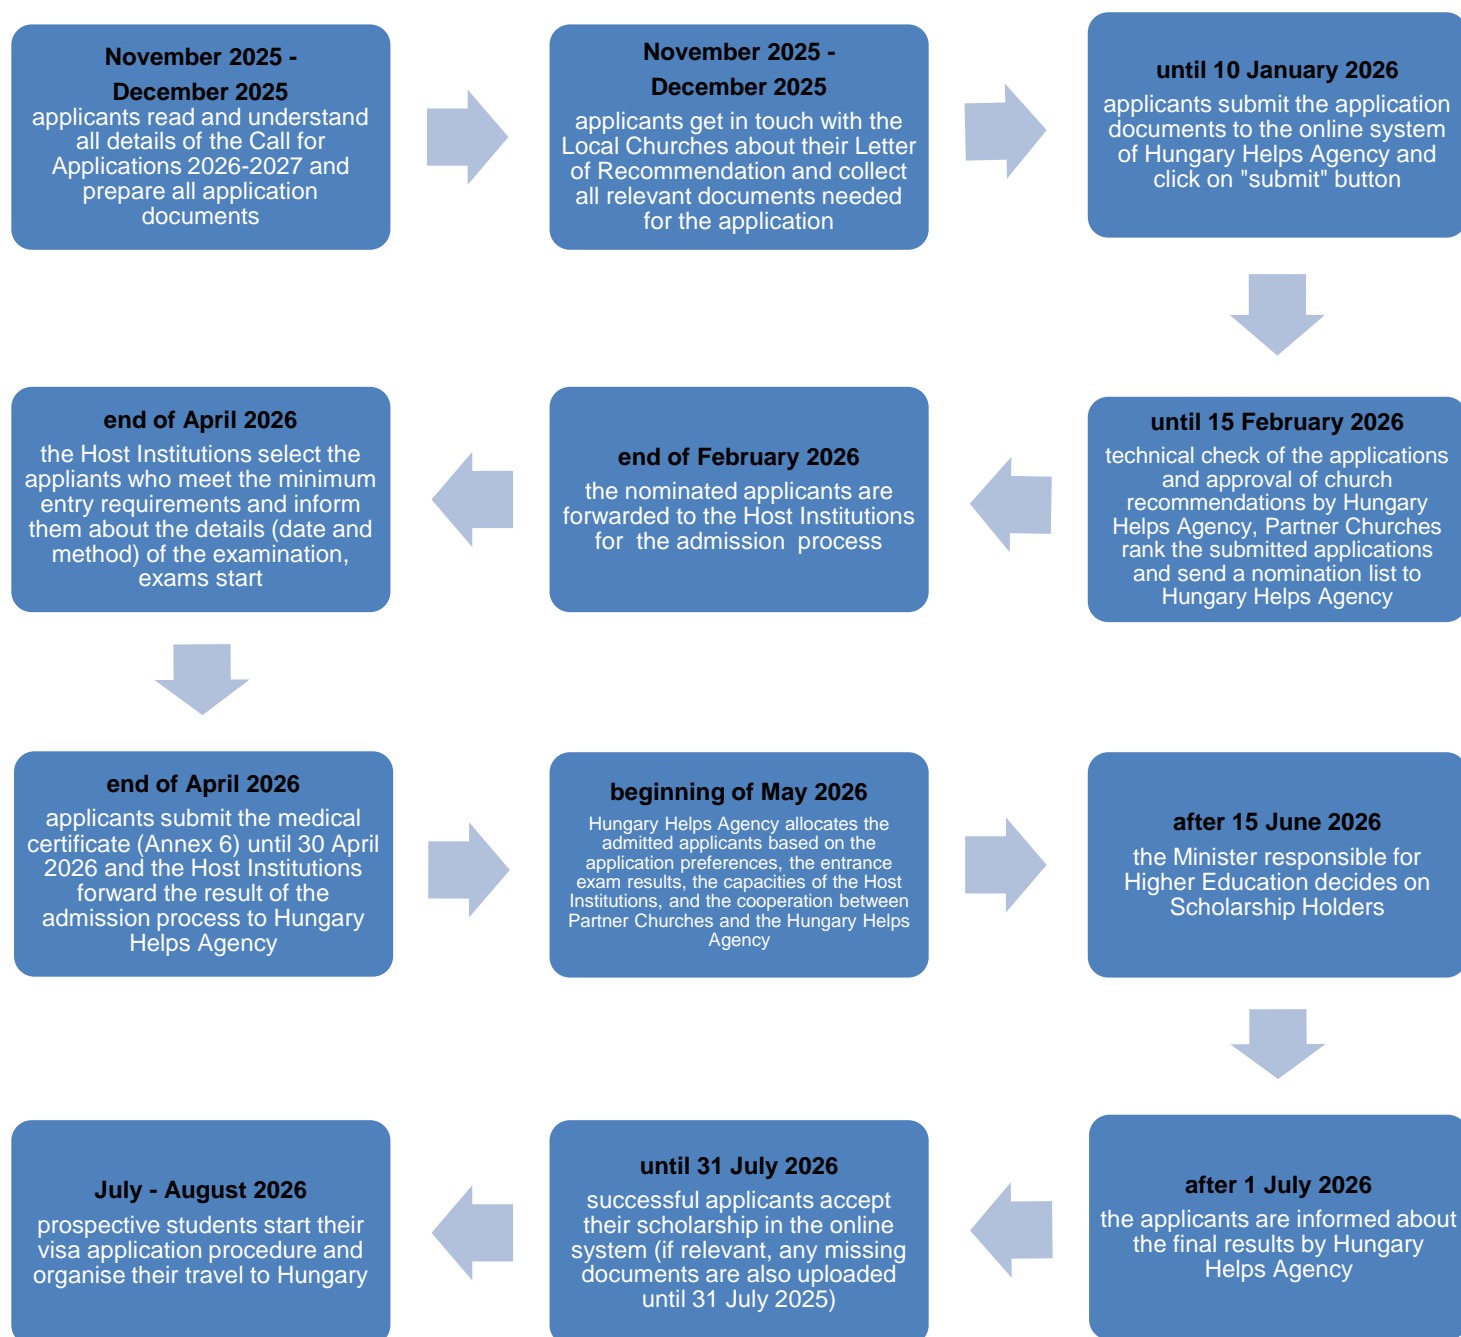 November 2025 -
December 2025
applicants read and understand
all details of the Call for
Applications 2026-2027 and
prepare all application
documents
November 2025 -
December 2025
applicants get in touch with the
Local Churches about their Letter
of Recommendation and collect
all relevant documents needed
for the application
until 10 January 2026
applicants submit the application
documents to the online system
of Hungary Helps Agency and
click on "submit" button
until 15 February 2026
technical check of the applications
and approval of church
recommendations by Hungary
Helps Agency, Partner Churches
rank the submitted applications
and send a nomination list to
Hungary Helps Agency
end of February 2026
the nominated applicants are
forwarded to the Host Institutions
for the admission process
end of April 2026
the Host Institutions select the
appliants who meet the minimum
entry requirements and inform
them about the details (date and
method) of the examination,
exams start
end of April 2026
applicants submit the medical
certificate (Annex 6) until 30 April
2026 and the Host Institutions
forward the result of the
admission process to Hungary
Helps Agency
beginning of May 2026
Hungary Helps Agency allocates the
admitted applicants based on the
application preferences, the entrance
exam results, the capacities of the Host
Institutions, and the cooperation between
Partner Churches and the Hungary Helps
Agency
after 15 June 2026
the Minister responsible for
Higher Education decides on
Scholarship Holders
after 1 July 2026
the applicants are informed about
the final results by Hungary
Helps Agency
until 31 July 2026
successful applicants accept
their scholarship in the online
system (if relevant, any missing
documents are also uploaded
until 31 July 2025)
July - August 2026
prospective students start their
visa application procedure and
organise their travel to Hungary